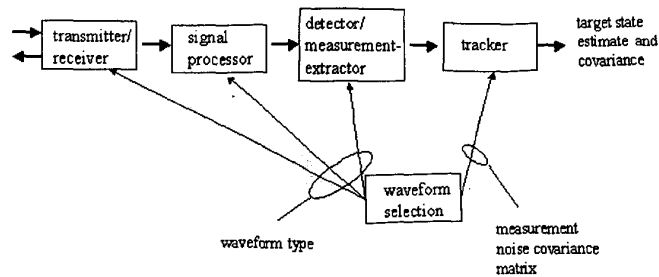 transmitter/
receiver
signal
processor
detector/
measurement-
extractor
tracker
target state
estimate and
covariance
waveform
selection
waveform type
measurement
noise covariance
matrix